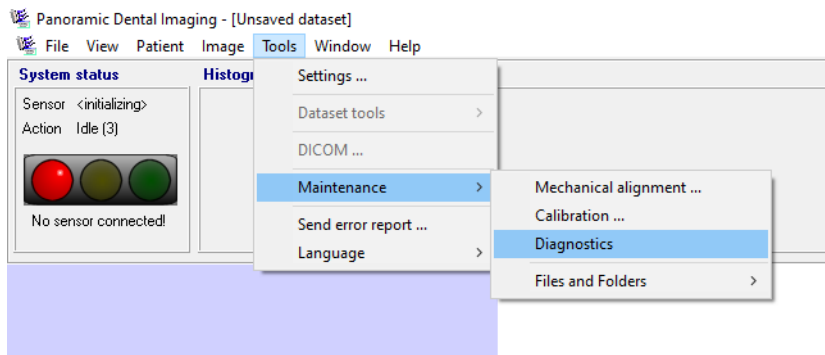 Panoramic Dental Imaging - [Unsaved dataset]
File View Patient Image Tools Window Help
System status
Sensor <initializing>
Action Idle (3)
No sensor connected!
Histogr
Settings ...
Dataset tools
DICOM ...
Maintenance
Send error report ...
Language
Mechanical alignment ...
Calibration ...
Diagnostics
Files and Folders